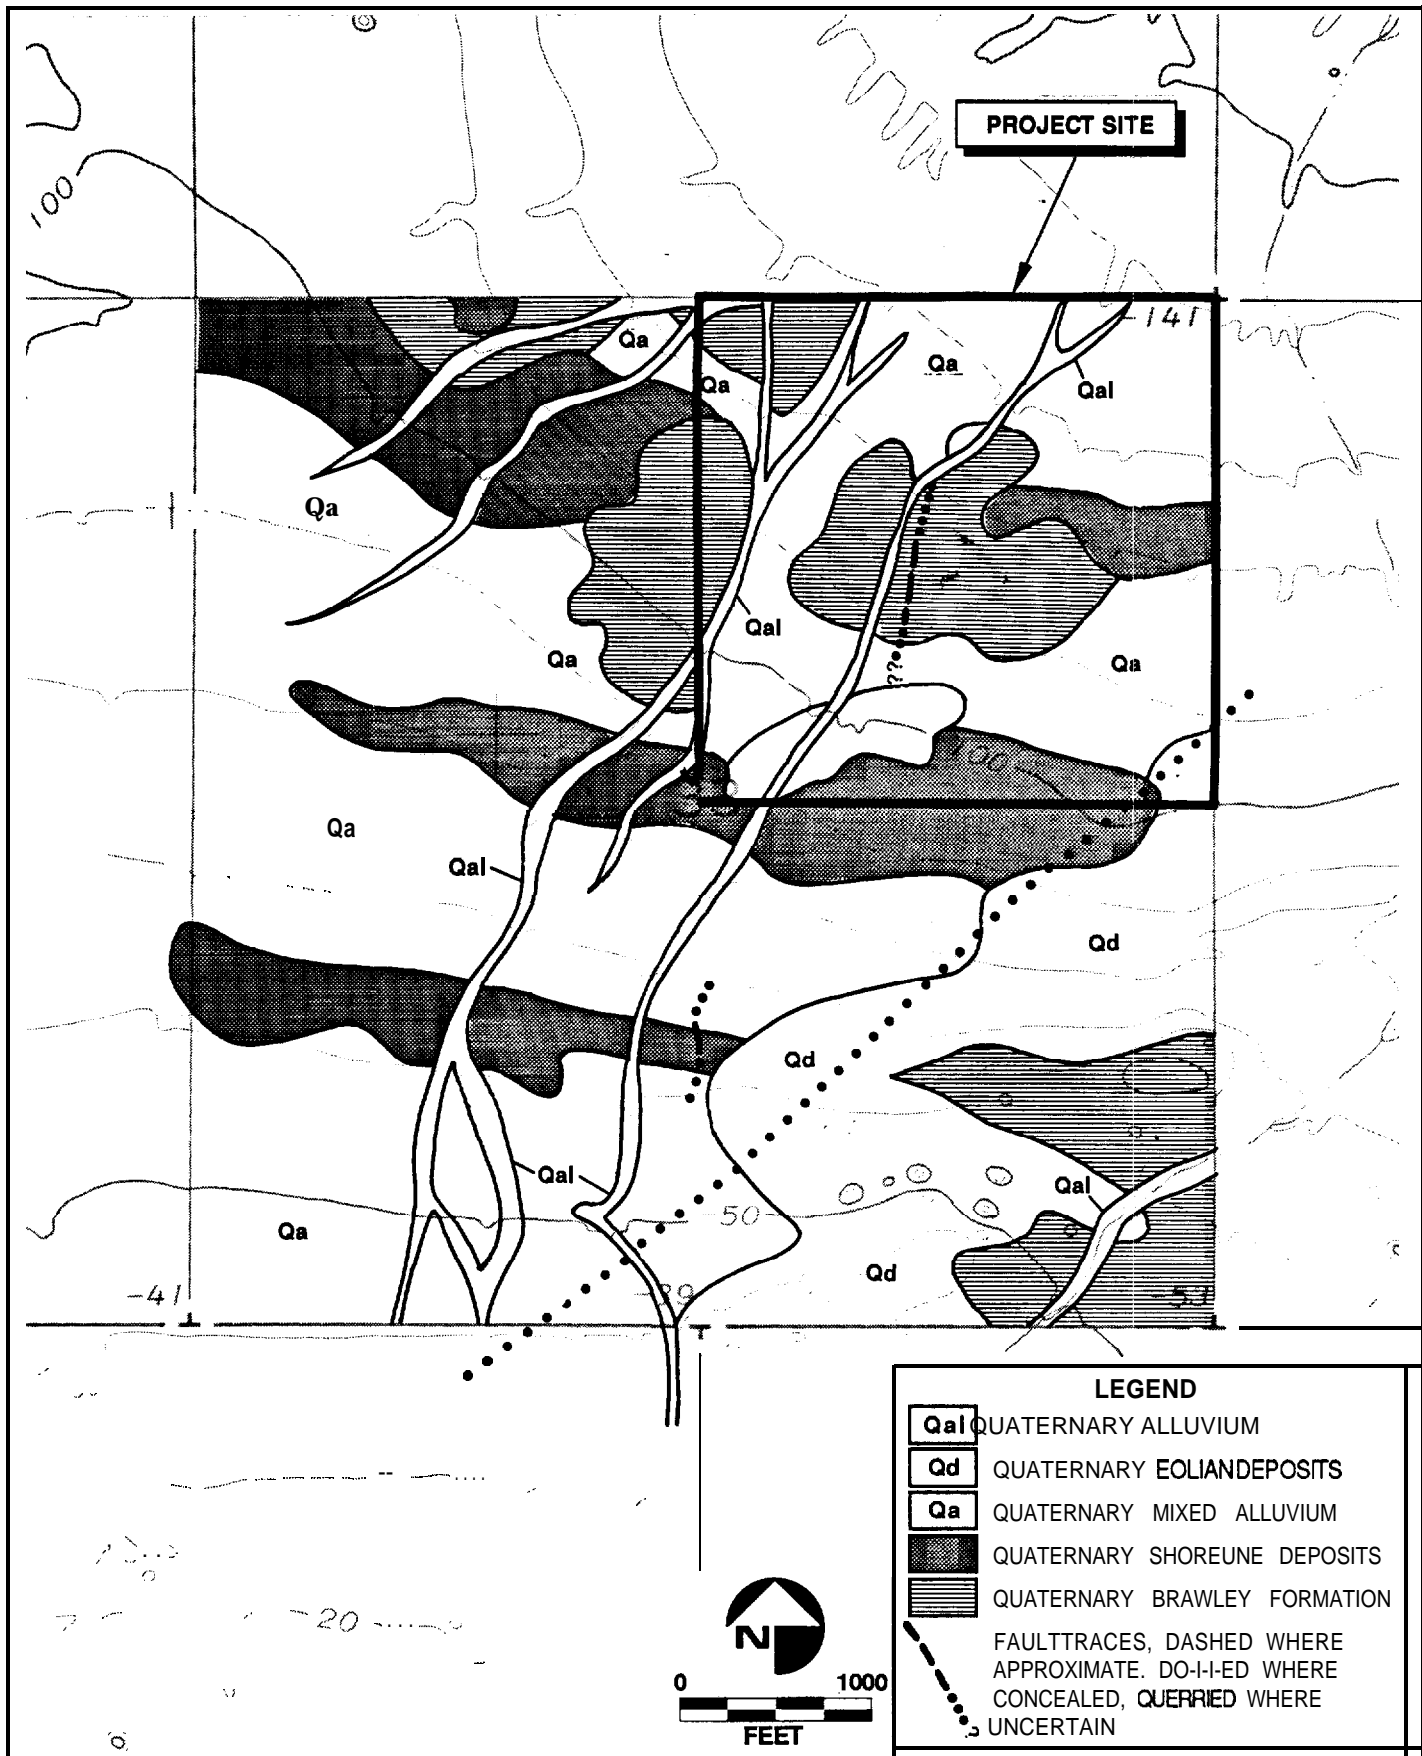 PROJECT SITE
100
-141
Qa
Qa
Qa
Qal
Qa
Qal
Qa
Qa
100
Qa
Qal
Qd
Qd
Qal
Qal
50
Qa
Qd
-41
-29
-53
LEGEND
Qal QUATERNARY ALLUVIUM
Qd QUATERNARY EOLIANDEPOSITS
Qa QUATERNARY MIXED ALLUVIUM
QUATERNARY SHOREUNE DEPOSITS
QUATERNARY BRAWLEY FORMATION
FAULTTRACES, DASHED WHERE
APPROXIMATE. DO-I-I-ED WHERE
CONCEALED, QUERRIED WHERE
? UNCERTAIN
??
-20
N
0 1000
FEET